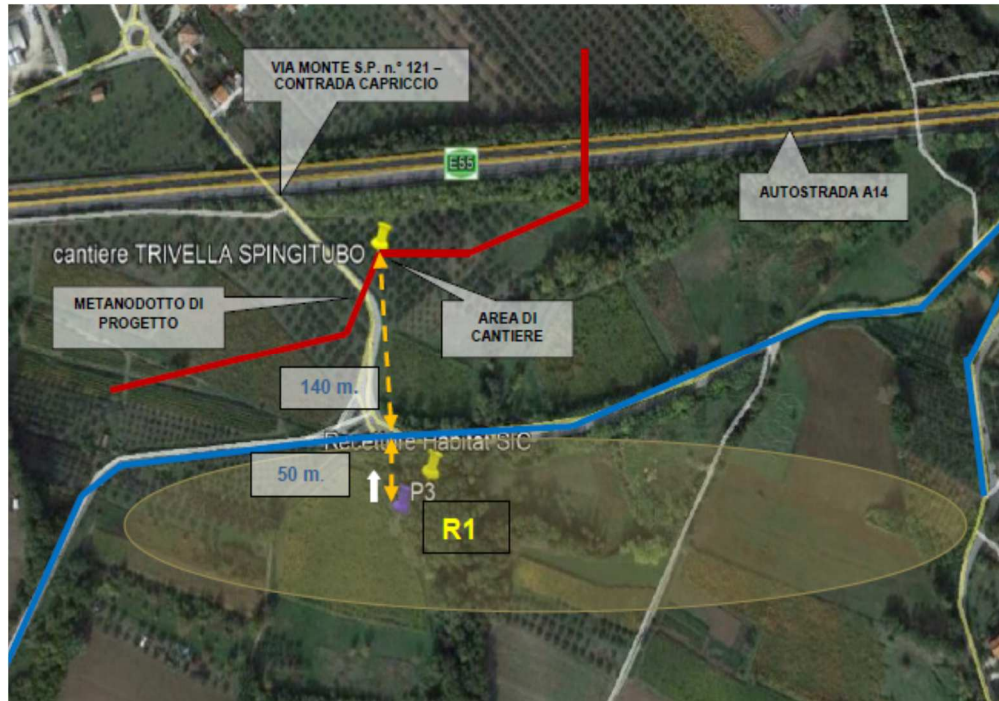 VIA MONTE S.P. n.° 121 –
CONTRADA CAPRICCIO
E55
AUTOSTRADA A14
cantiere TRIVELLA SPINGITUBO
METANODOTTO DI
PROGETTO
AREA DI
CANTIERE
140 m.
Recettore Habitat SIC
50 m.
P3
R1